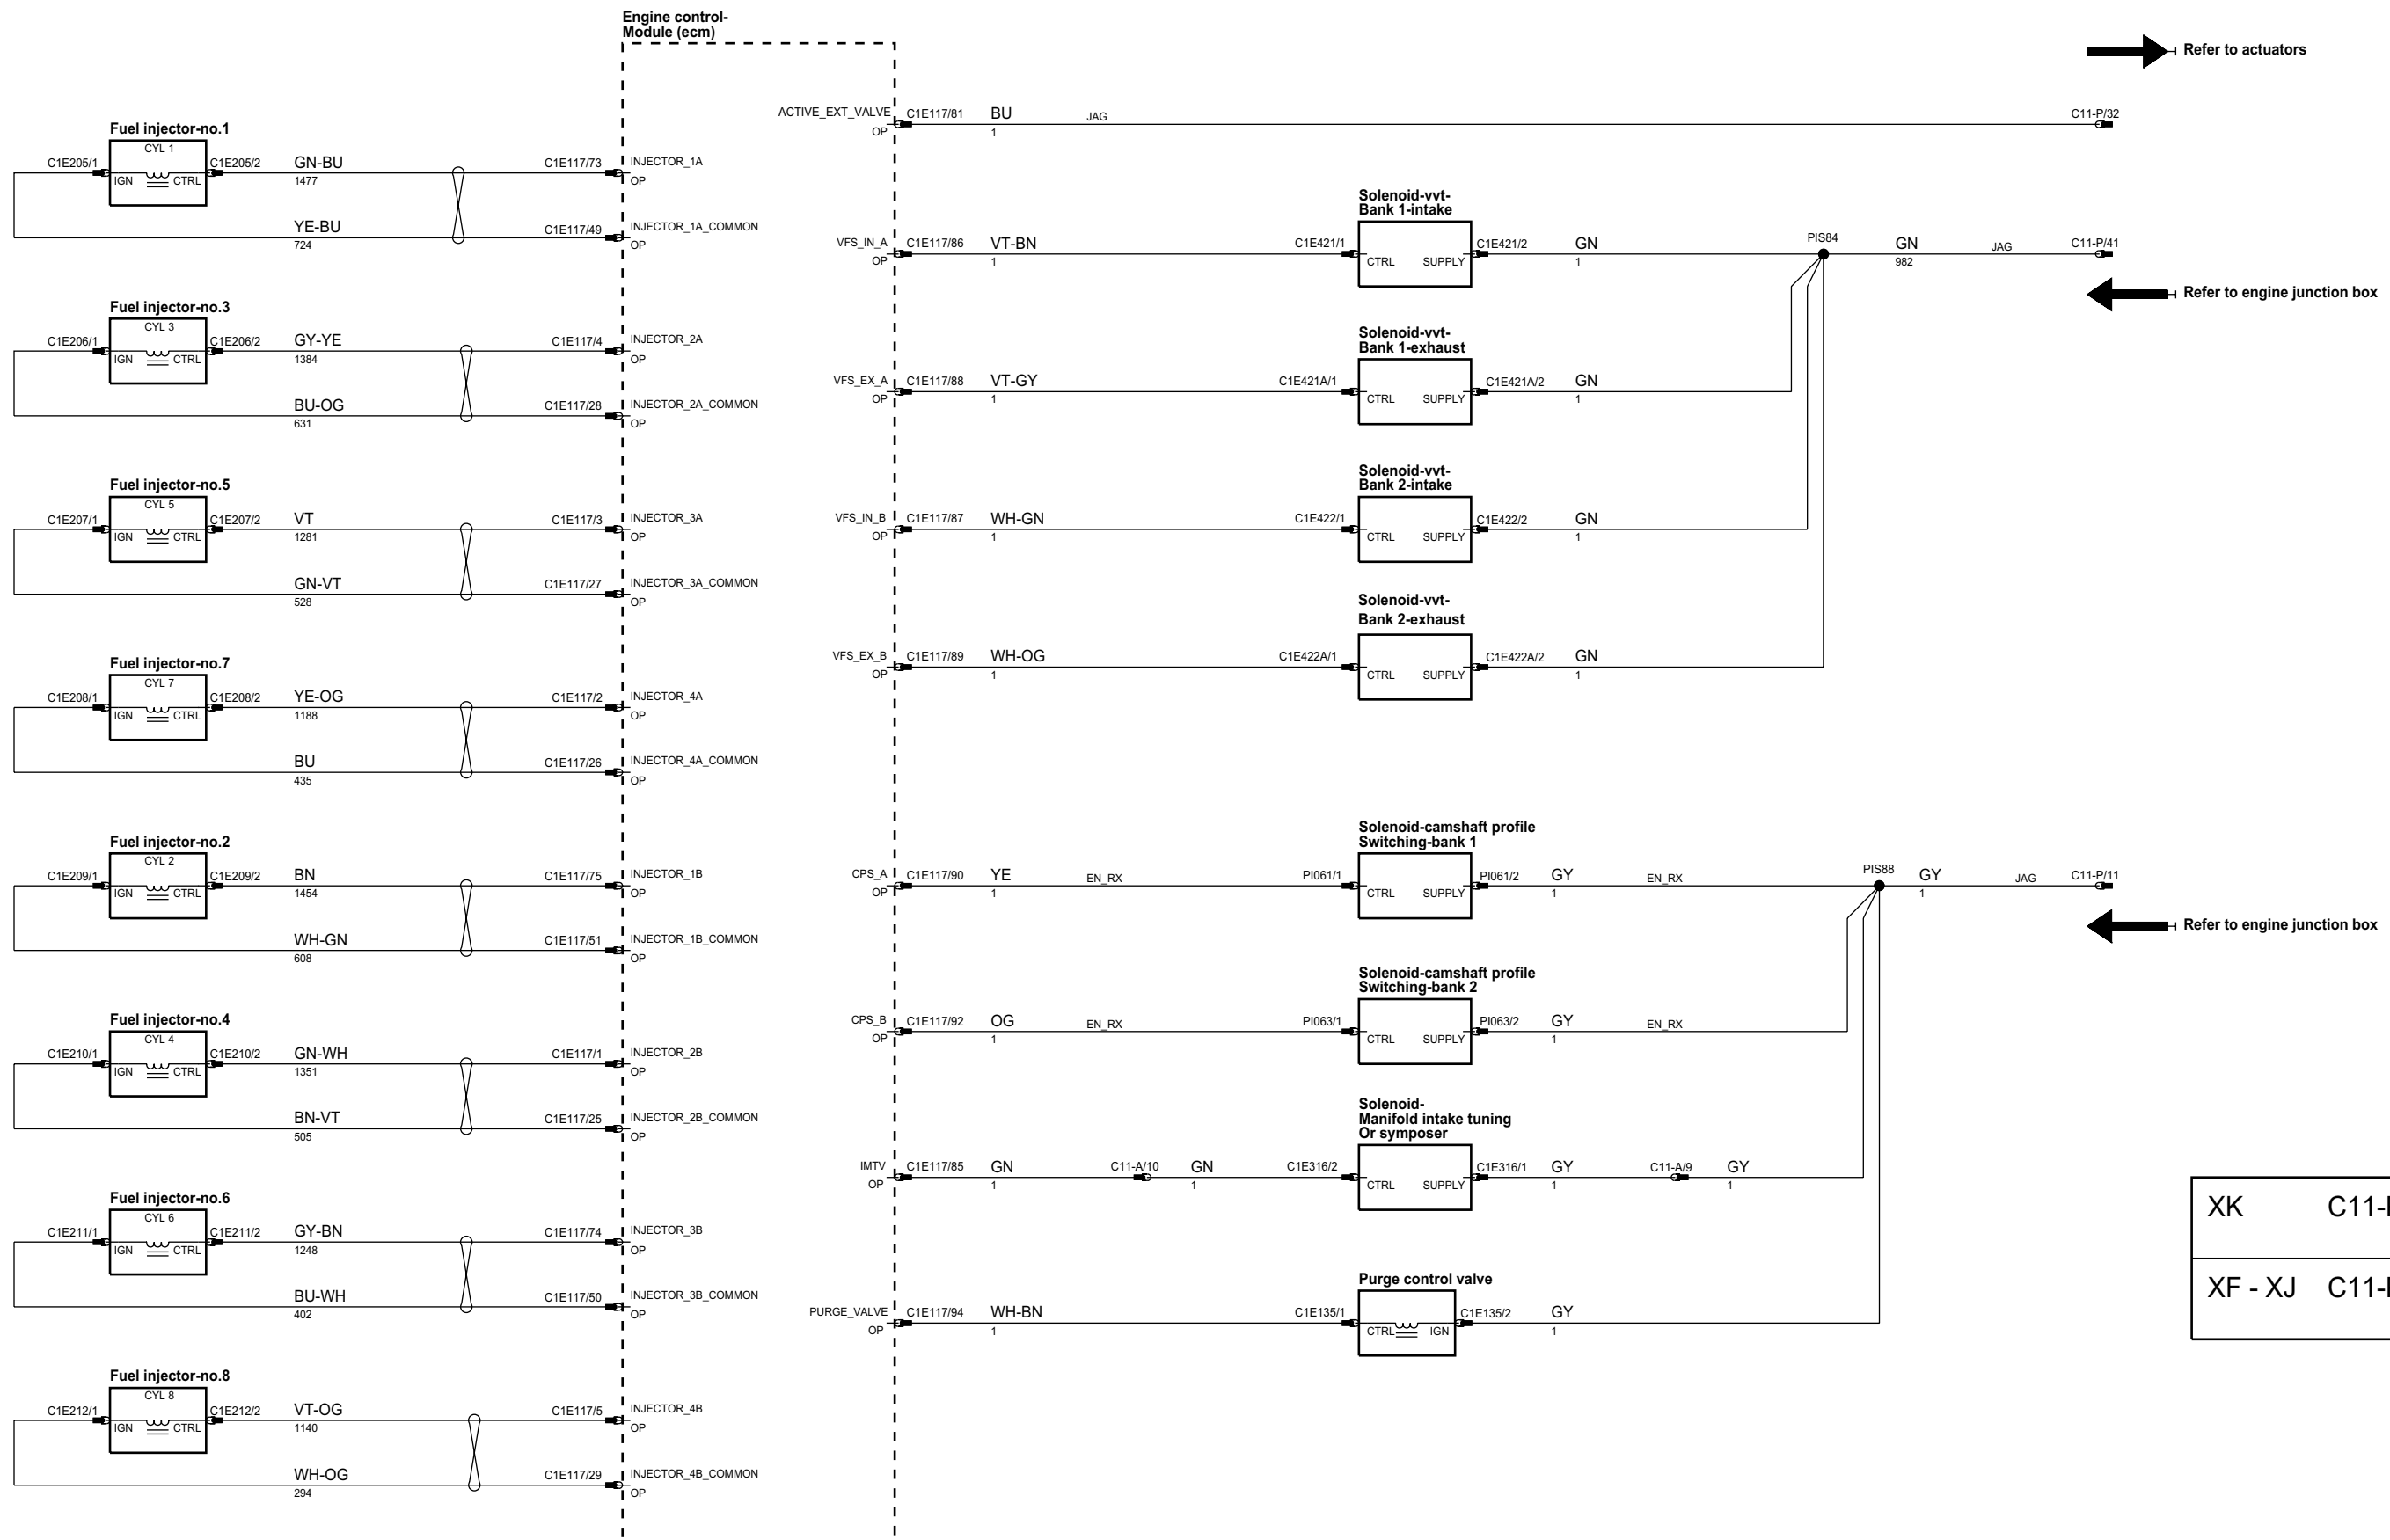 Engine control-
Module (ecm)
Refer to actuators
ACTIVE_EXT_VALVE C1E117/81 BU JAG C11-P/32
OP 1
Fuel injector-no.1
CYL 1
C1E205/1 C1E205/2 GN-BU C1E117/73 INJECTOR_1A
IGN CTRL 1477 OP
YE-BU C1E117/49 INJECTOR_1A_COMMON
724 OP
Solenoid-vvt-
Bank 1-intake
VFS_IN_A C1E117/86 VT-BN C1E421/1 C1E421/2 GN PIS84 GN JAG C11-P/41
OP 1 CTRL SUPPLY 1 982
Refer to engine junction box
Fuel injector-no.3
CYL 3
C1E206/1 C1E206/2 GY-YE C1E117/4 INJECTOR_2A
IGN CTRL 1384 OP
BU-OG C1E117/28 INJECTOR_2A_COMMON
631 OP
Solenoid-vvt-
Bank 1-exhaust
VFS_EX_A C1E117/88 VT-GY C1E421A/1 C1E421A/2 GN
OP 1 CTRL SUPPLY 1
Fuel injector-no.5
CYL 5
C1E207/1 C1E207/2 VT C1E117/3 INJECTOR_3A
IGN CTRL 1281 OP
GN-VT C1E117/27 INJECTOR_3A_COMMON
528 OP
Solenoid-vvt-
Bank 2-intake
VFS_IN_B C1E117/87 WH-GN C1E422/1 C1E422/2 GN
OP 1 CTRL SUPPLY 1
Solenoid-vvt-
Bank 2-exhaust
VFS_EX_B C1E117/89 WH-OG C1E422A/1 C1E422A/2 GN
OP 1 CTRL SUPPLY 1
Fuel injector-no.7
CYL 7
C1E208/1 C1E208/2 YE-OG C1E117/2 INJECTOR_4A
IGN CTRL 1188 OP
BU C1E117/26 INJECTOR_4A_COMMON
435 OP
Fuel injector-no.2
CYL 2
C1E209/1 C1E209/2 BN C1E117/75 INJECTOR_1B
IGN CTRL 1454 OP
WH-GN C1E117/51 INJECTOR_1B_COMMON
608 OP
Solenoid-camshaft profile
Switching-bank 1
CPS_A C1E117/90 YE EN_RX PI061/1 PI061/2 GY EN_RX PIS88 GY JAG C11-P/11
OP 1 CTRL SUPPLY 1 1
Refer to engine junction box
Solenoid-camshaft profile
Switching-bank 2
CPS_B C1E117/92 OG EN_RX PI063/1 PI063/2 GY EN_RX
OP 1 CTRL SUPPLY 1
Fuel injector-no.4
CYL 4
C1E210/1 C1E210/2 GN-WH C1E117/1 INJECTOR_2B
IGN CTRL 1351 OP
BN-VT C1E117/25 INJECTOR_2B_COMMON
505 OP
Solenoid-
Manifold intake tuning
Or symposer
IMTV C1E117/85 GN C11-A/10 GN C1E316/2 C1E316/1 GY C11-A/9 GY
OP 1 1 CTRL SUPPLY 1 1
Fuel injector-no.6
CYL 6
C1E211/1 C1E211/2 GY-BN C1E117/74 INJECTOR_3B
IGN CTRL 1248 OP
BU-WH C1E117/50 INJECTOR_3B_COMMON
402 OP
Purge control valve
PURGE_VALVE C1E117/94 WH-BN C1E135/1 C1E135/2 GY
OP 1 CTRL IGN 1
Fuel injector-no.8
CYL 8
C1E212/1 C1E212/2 VT-OG C1E117/5 INJECTOR_4B
IGN CTRL 1140 OP
WH-OG C1E117/29 INJECTOR_4B_COMMON
294 OP
XK
XF - XJ